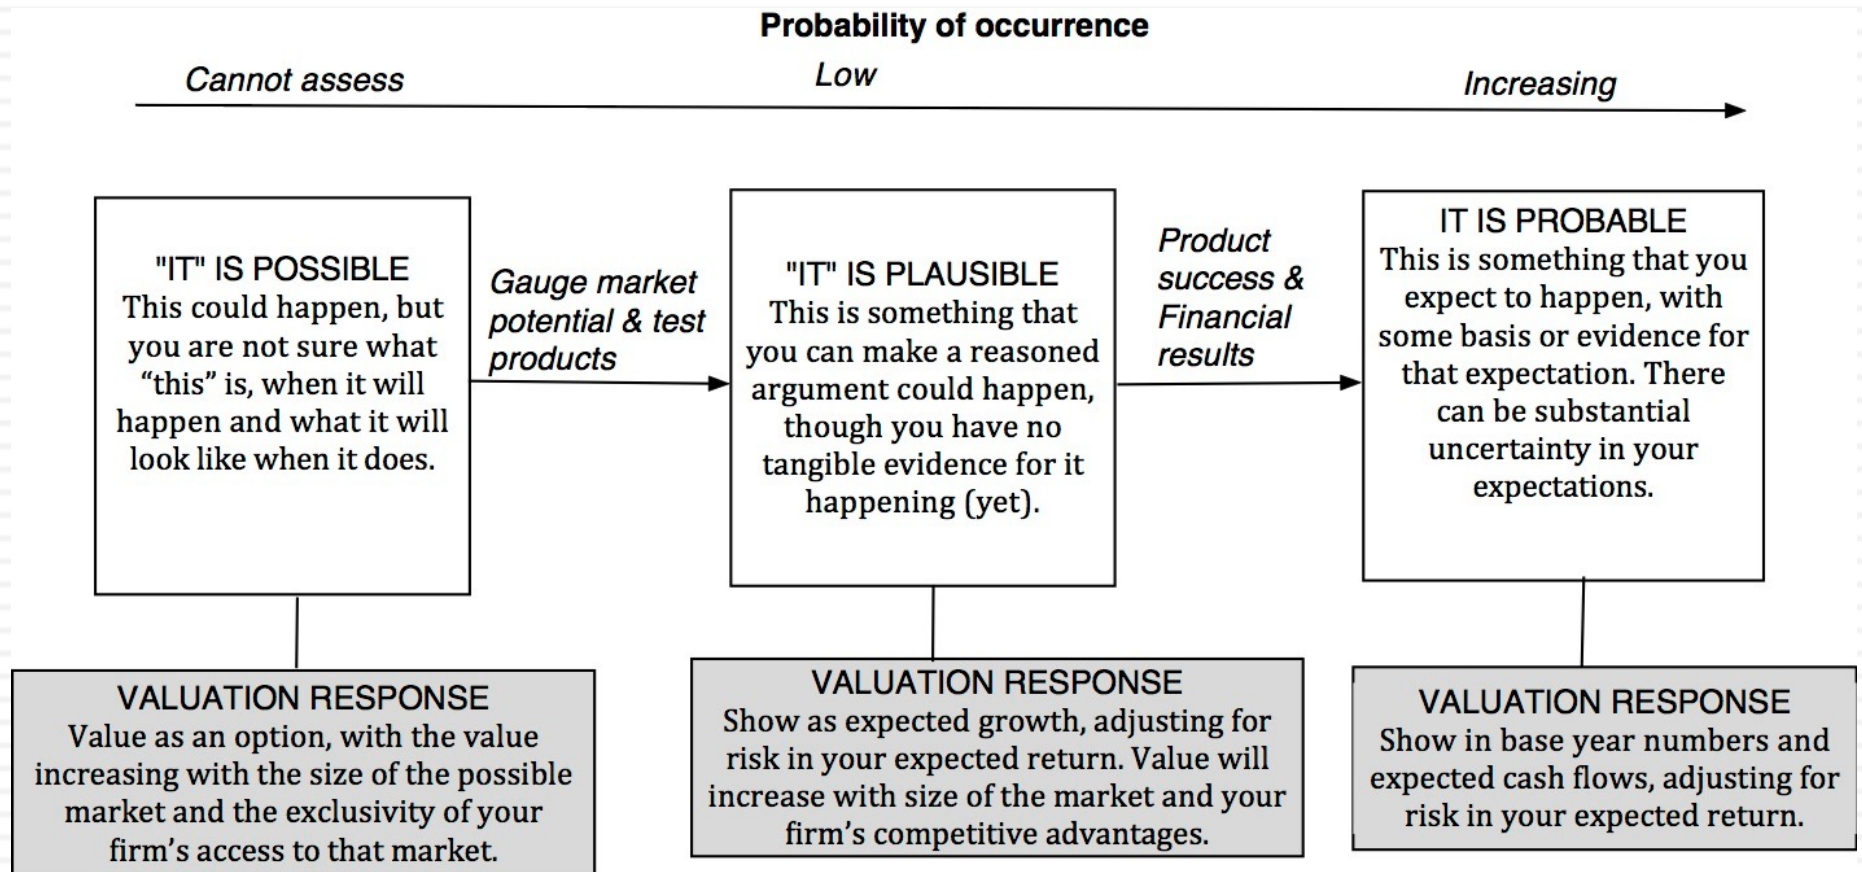 Probability of occurrence
Cannot assess
Low
Increasing
"IT" IS POSSIBLE
This could happen, but
you are not sure what
“this” is, when it will
happen and what it will
look like when it does.
Gauge market
potential & test
products
"IT" IS PLAUSIBLE
This is something that
you can make a reasoned
argument could happen,
though you have no
tangible evidence for it
happening (yet).
Product
success &
Financial
results
IT IS PROBABLE
This is something that you
expect to happen, with
some basis or evidence for
that expectation. There
can be substantial
uncertainty in your
expectations.
VALUATION RESPONSE
Value as an option, with the value
increasing with the size of the possible
market and the exclusivity of your
firm’s access to that market.
VALUATION RESPONSE
Show as expected growth, adjusting for
risk in your expected return. Value will
increase with size of the market and your
firm’s competitive advantages.
VALUATION RESPONSE
Show in base year numbers and
expected cash flows, adjusting for
risk in your expected return.